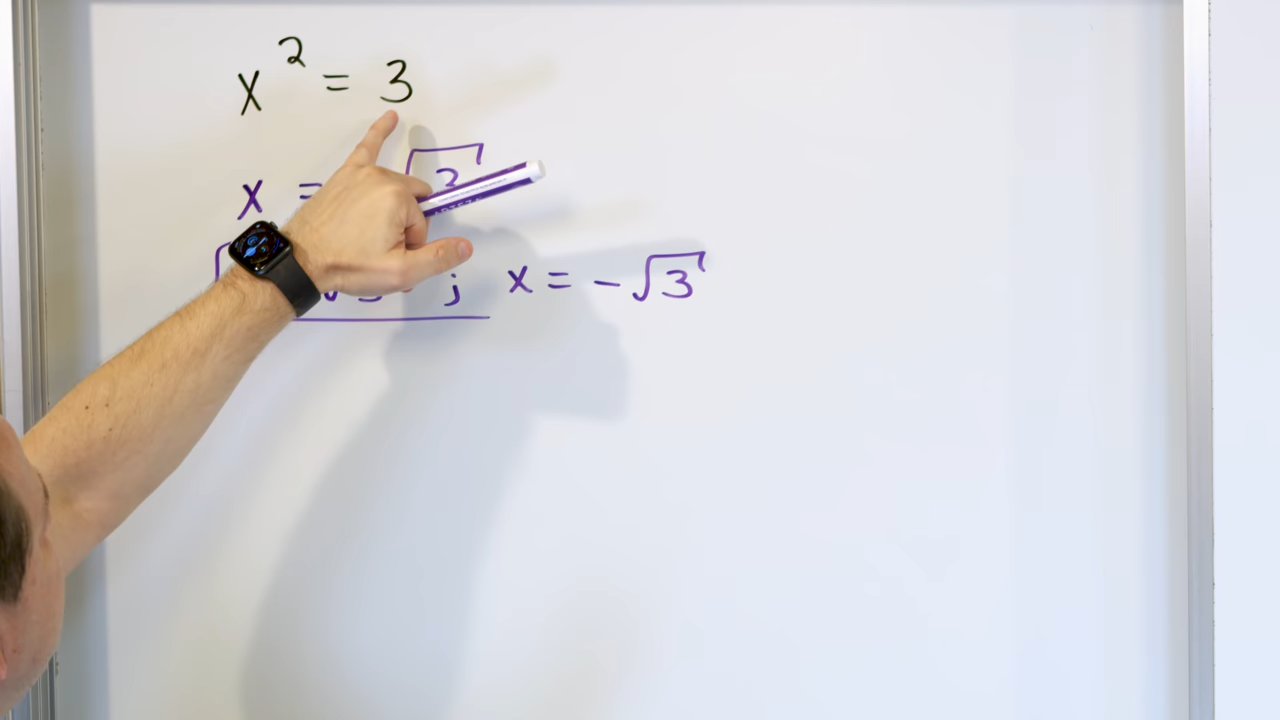 x² = 3
x = √3
√3 ; x = -√3